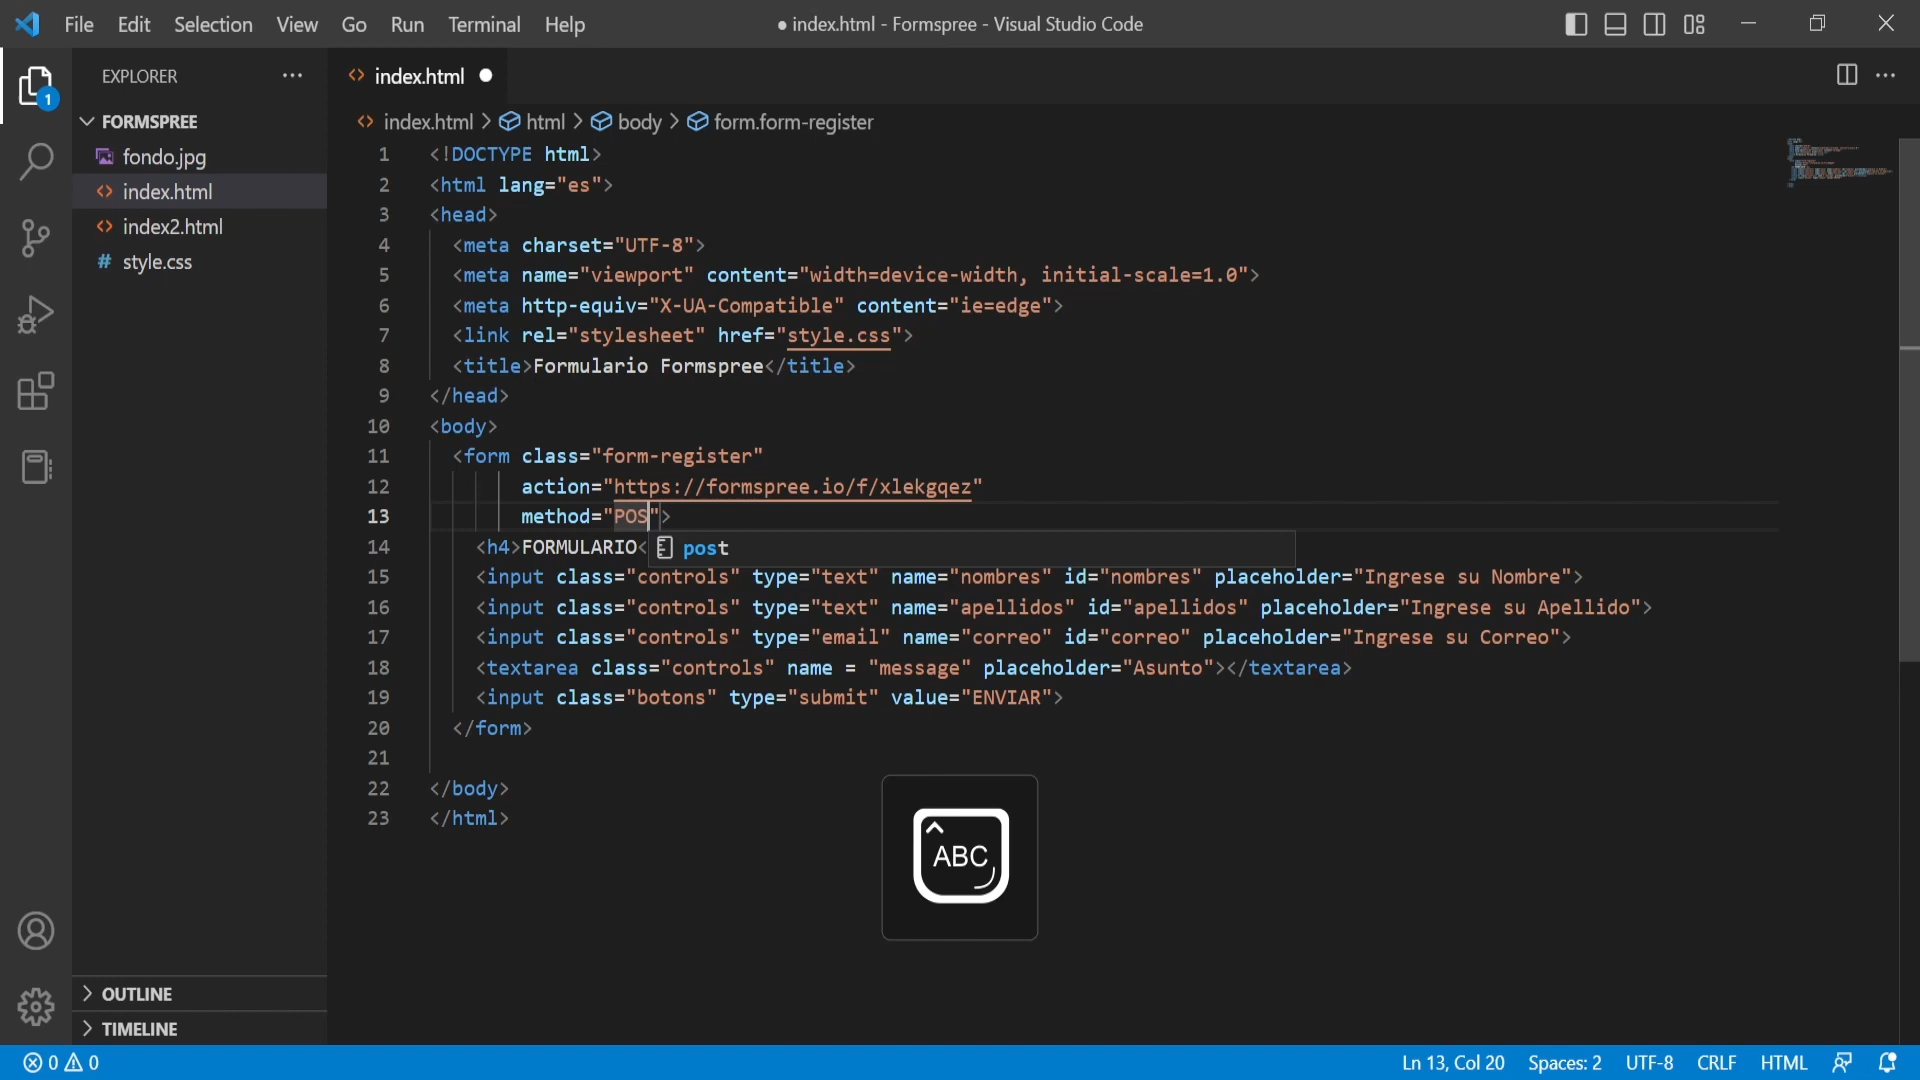 File Edit Selection View Go Run Terminal Help
● index.html - Formspree - Visual Studio Code
EXPLORER
index.html
1
FORMSPREE
fondo.jpg
index.html
index2.html
style.css
index.html > html > body > form.form-register
1 <!DOCTYPE html>
2 <html lang="es">
3 <head>
4 <meta charset="UTF-8">
5 <meta name="viewport" content="width=device-width, initial-scale=1.0">
6 <meta http-equiv="X-UA-Compatible" content="ie=edge">
7 <link rel="stylesheet" href="style.css">
8 <title>Formulario Formspree</title>
9 </head>
10 <body>
11 <form class="form-register"
12 action="https://formspree.io/f/xlekgqez"
13 method="POS">
14 <h4>FORMULARIO<
post
15 <input class="controls" type="text" name="nombres" id="nombres" placeholder="Ingrese su Nombre">
16 <input class="controls" type="text" name="apellidos" id="apellidos" placeholder="Ingrese su Apellido">
17 <input class="controls" type="email" name="correo" id="correo" placeholder="Ingrese su Correo">
18 <textarea class="controls" name = "message" placeholder="Asunto"></textarea>
19 <input class="botons" type="submit" value="ENVIAR">
20 </form>
21
22 </body>
23 </html>
ABC
OUTLINE
TIMELINE
0 0
Ln 13, Col 20 Spaces: 2 UTF-8 CRLF HTML